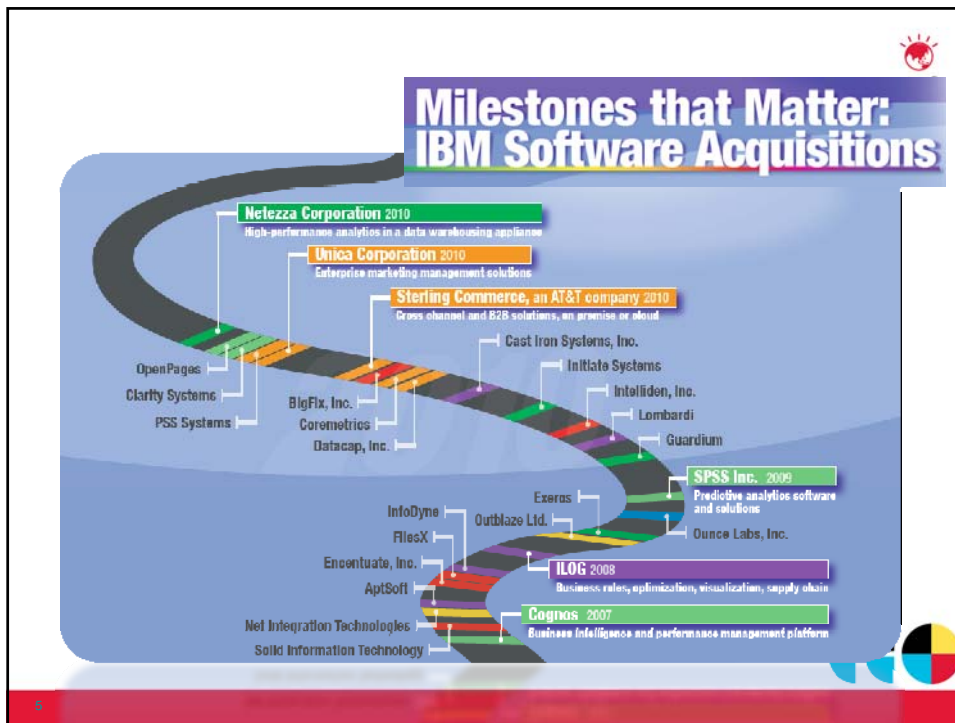 Milestones that Matter:
IBM Software Acquisitions
Netezza Corporation 2010
High-performance analytics in a data warehousing appliance
Unica Corporation 2010
Enterprise marketing management solutions
Sterling Commerce, an AT&T company 2010
Cross channel and B2B solutions, on premise or cloud
Cast Iron Systems, Inc.
Initiate Systems
Intelliden, Inc.
Lombardi
Guardium
OpenPages
Clarity Systems
PSS Systems
BigFix, Inc.
Coremetrics
Datacap, Inc.
2010
SPSS Inc. 2009
Predictive analytics software
and solutions
Ounce Labs, Inc.
Exeros
Outblaze Ltd.
InfoDyne
FilesX
Encentuate, Inc.
AptSoft
Net Integration Technologies
Solid Information Technology
ILOG 2008
Business rules, optimization, visualization, supply chain
Cognos 2007
Business intelligence and performance management platform
5